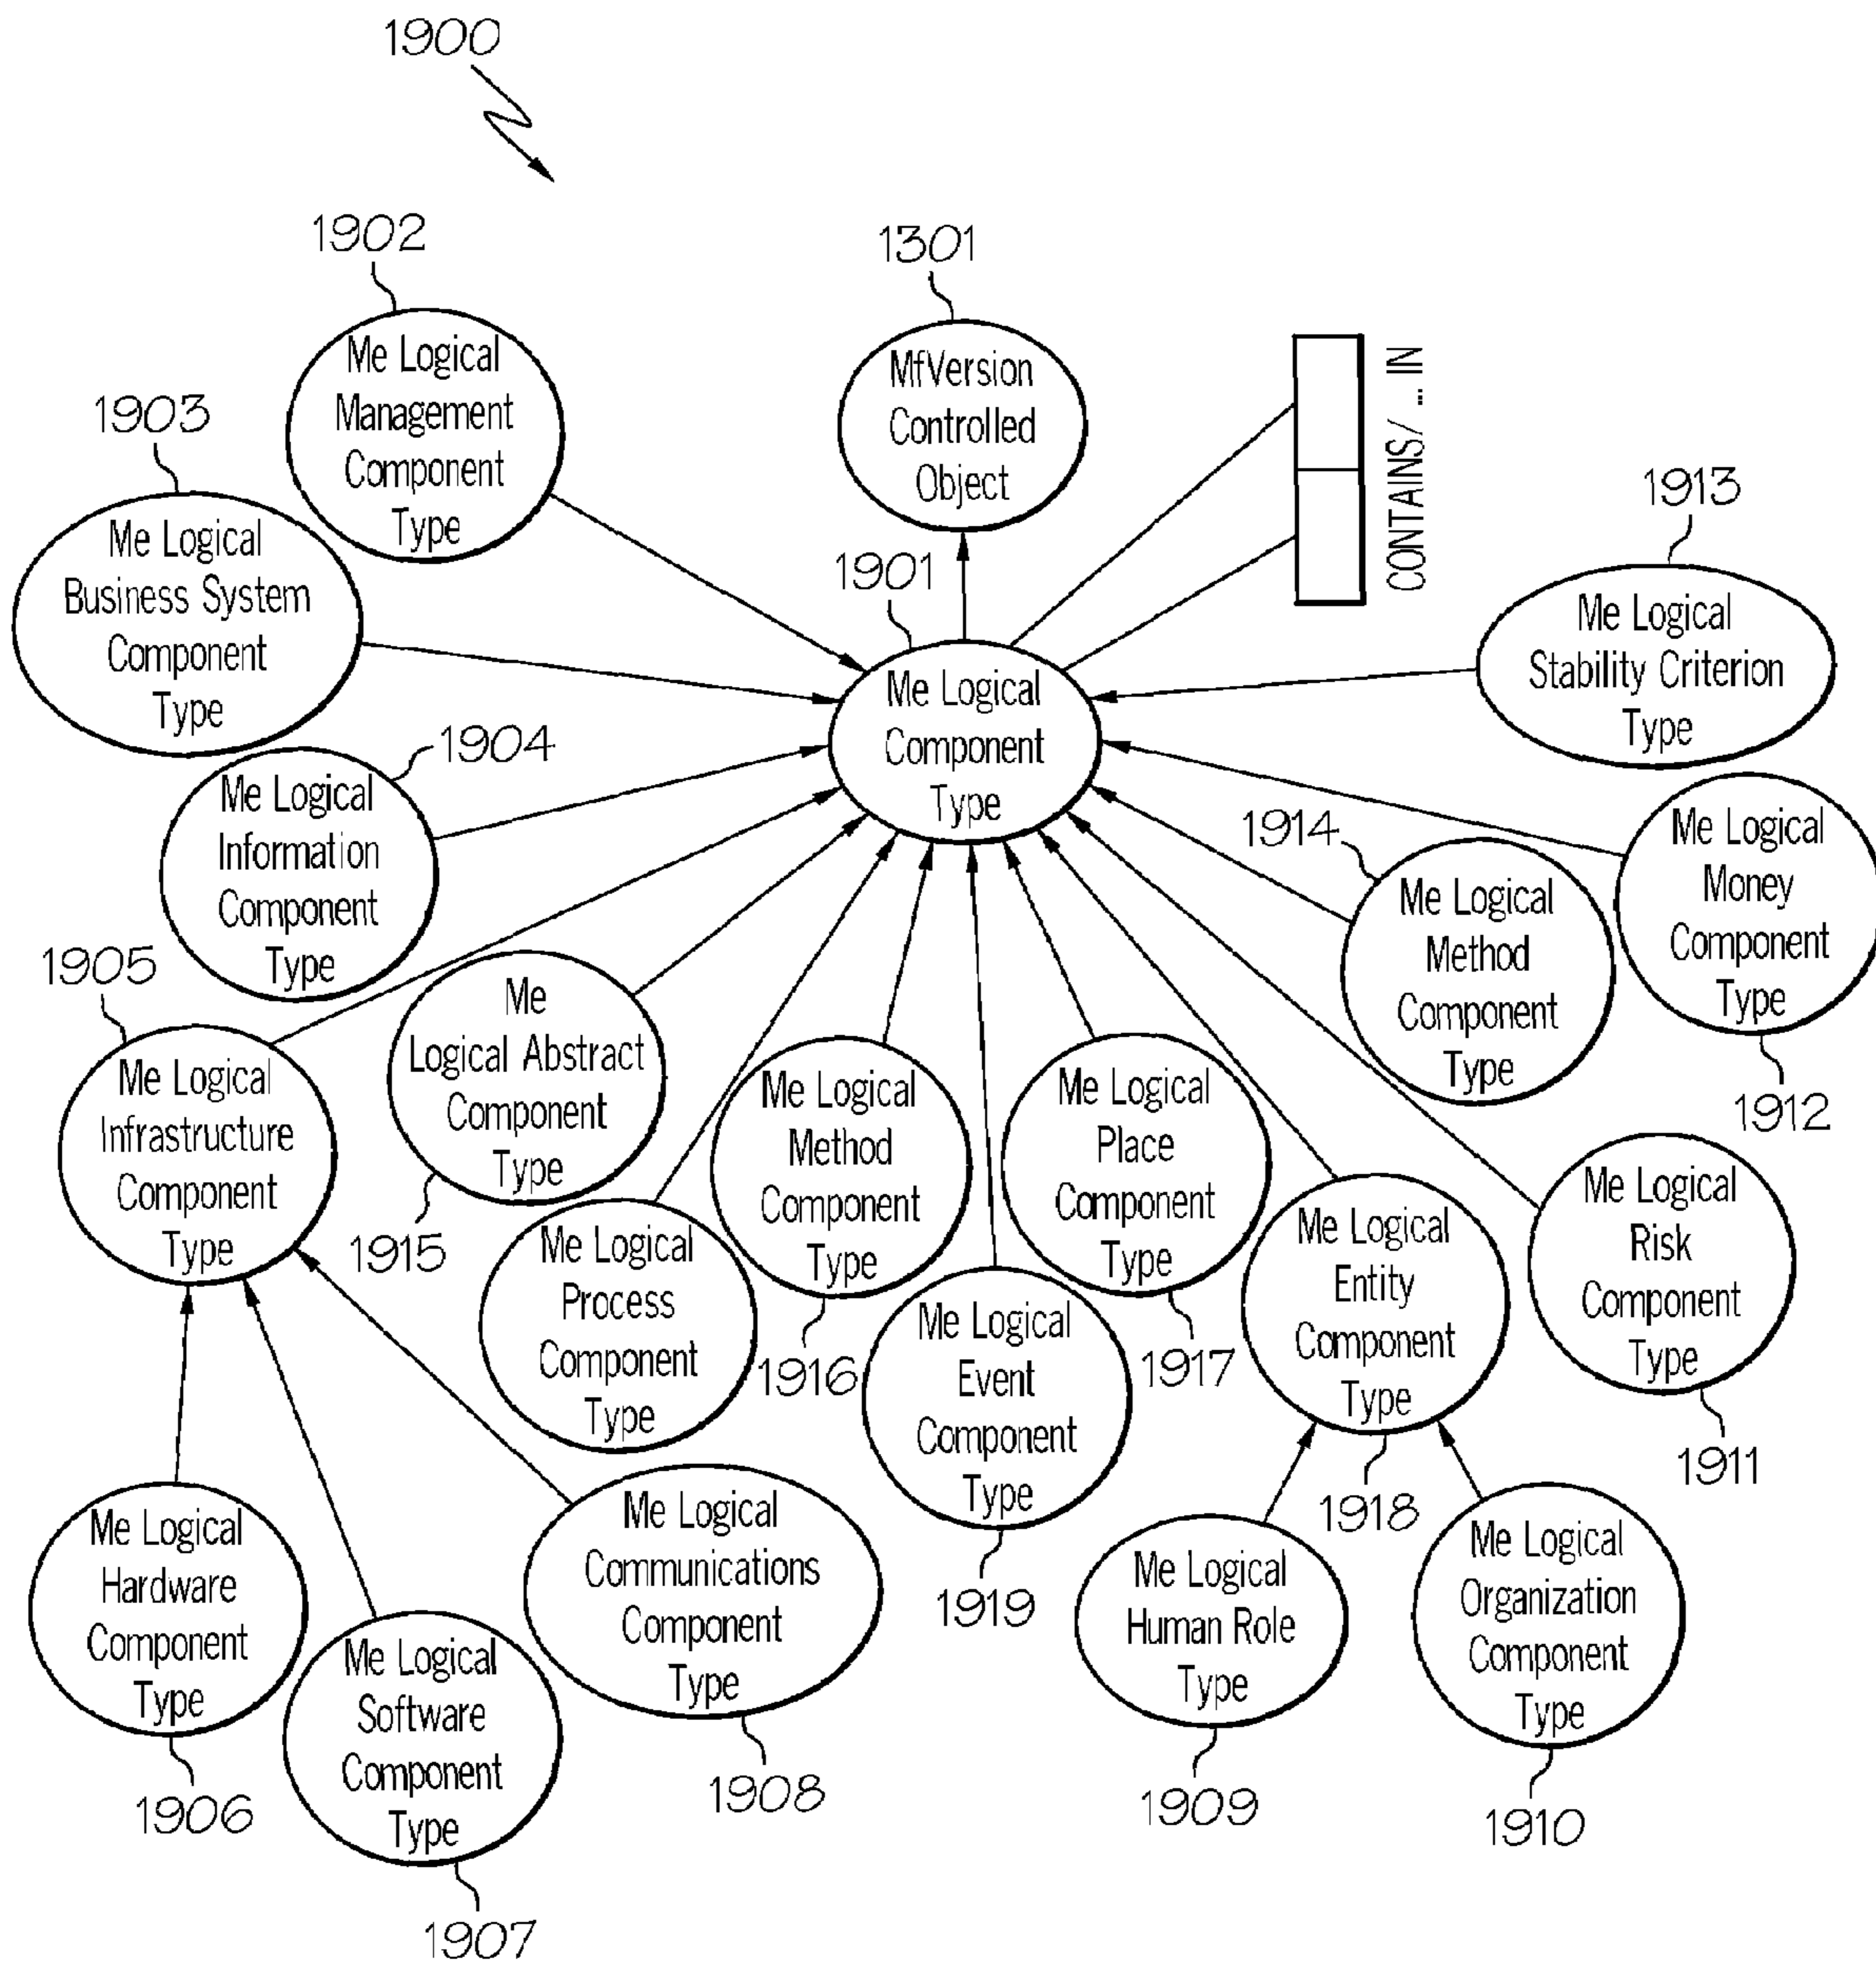 1900
1902
Me Logical
Management
Component
Type
1301
MfVersion
Controlled
Object
CONTAINS/ ... IN
1903
Me Logical
Business System
Component
Type
1901
Me Logical
Component
Type
1913
Me Logical
Stability Criterion
Type
1904
Me Logical
Information
Component
Type
1914
Me Logical
Method
Component
Type
Me Logical
Money
Component
Type
1912
1905
Me Logical
Infrastructure
Component
Type
Me
Logical Abstract
Component
Type
1915
Me Logical
Process
Component
Type
Me Logical
Method
Component
Type
1916
Me Logical
Event
Component
Type
1919
Me Logical
Place
Component
Type
1917
Me Logical
Entity
Component
Type
1918
Me Logical
Risk
Component
Type
1911
Me Logical
Hardware
Component
Type
1906
Me Logical
Software
Component
Type
1907
Me Logical
Communications
Component
Type
1908
Me Logical
Human Role
Type
1909
Me Logical
Organization
Component
Type
1910